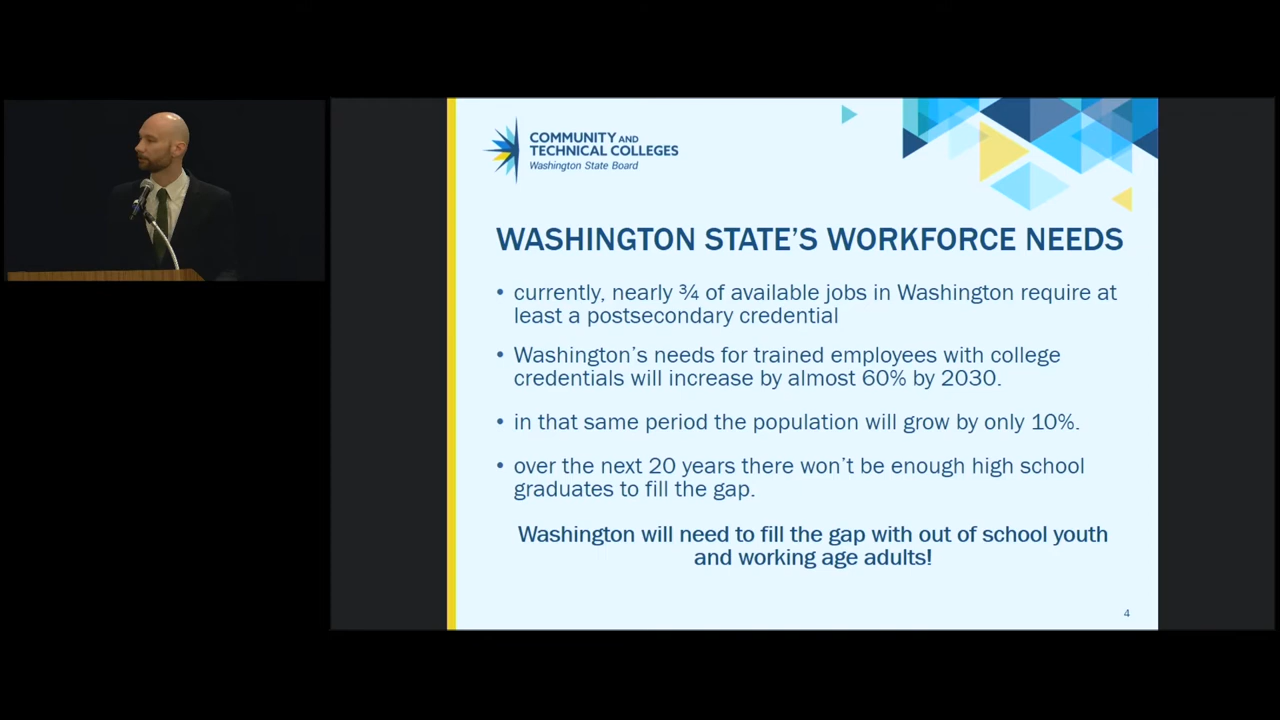 COMMUNITY AND
TECHNICAL COLLEGES
Washington State Board
WASHINGTON STATE’S WORKFORCE NEEDS
• currently, nearly ¾ of available jobs in Washington require at
least a postsecondary credential
• Washington’s needs for trained employees with college
credentials will increase by almost 60% by 2030.
• in that same period the population will grow by only 10%.
• over the next 20 years there won’t be enough high school
graduates to fill the gap.
Washington will need to fill the gap with out of school youth
and working age adults!
4